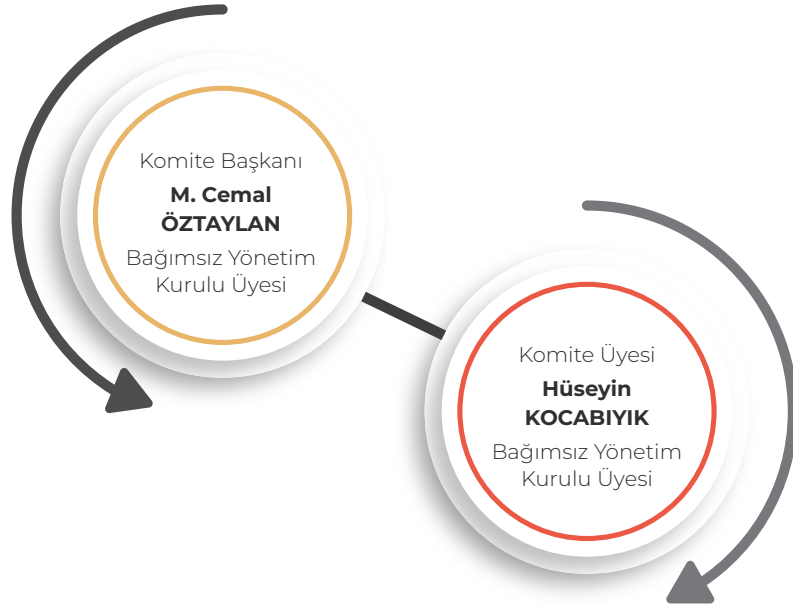 Komite Başkanı
M. Cemal
ÖZTAYLAN
Bağımsız Yönetim
Kurulu Üyesi
Komite Üyesi
Hüseyin
KOCABIYIK
Bağımsız Yönetim
Kurulu Üyesi